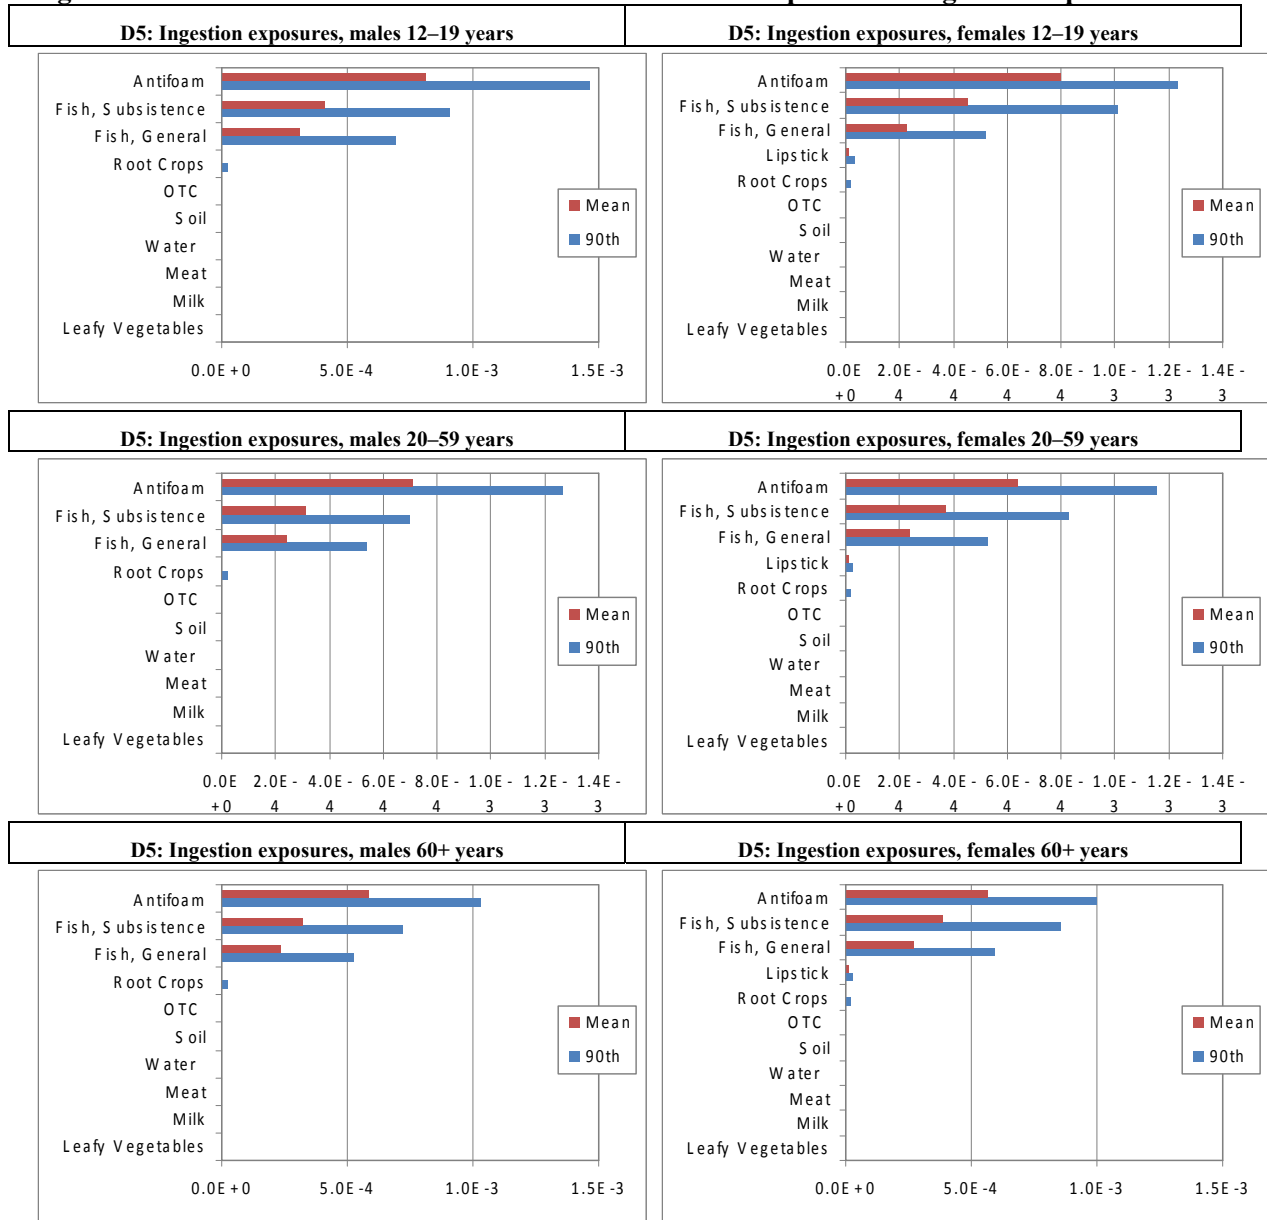 D5: Ingestion exposures, males 12–19 years
Antifoam
Fish, Subsistence
Fish, General
Root Crops
OTC
Soil
Water
Meat
Milk
Leafy Vegetables
Mean
90th
0.0E+0 5.0E-4 1.0E-3 1.5E-3
D5: Ingestion exposures, females 12–19 years
Antifoam
Fish, Subsistence
Fish, General
Lipstick
Root Crops
OTC
Soil
Water
Meat
Milk
Leafy Vegetables
Mean
90th
0.0E 2.0E- 4.0E- 6.0E- 8.0E- 1.0E- 1.2E- 1.4E-
+0 4 4 4 4 3 3 3
D5: Ingestion exposures, males 20–59 years
Antifoam
Fish, Subsistence
Fish, General
Root Crops
OTC
Soil
Water
Meat
Milk
Leafy Vegetables
Mean
90th
0.0E 2.0E- 4.0E- 6.0E- 8.0E- 1.0E- 1.2E- 1.4E-
+0 4 4 4 4 3 3 3
D5: Ingestion exposures, females 20–59 years
Antifoam
Fish, Subsistence
Fish, General
Lipstick
Root Crops
OTC
Soil
Water
Meat
Milk
Leafy Vegetables
Mean
90th
0.0E 2.0E- 4.0E- 6.0E- 8.0E- 1.0E- 1.2E- 1.4E-
+0 4 4 4 4 3 3 3
D5: Ingestion exposures, males 60+ years
Antifoam
Fish, Subsistence
Fish, General
Root Crops
OTC
Soil
Water
Meat
Milk
Leafy Vegetables
Mean
90th
0.0E+0 5.0E-4 1.0E-3 1.5E-3
D5: Ingestion exposures, females 60+ years
Antifoam
Fish, Subsistence
Fish, General
Lipstick
Root Crops
OTC
Soil
Water
Meat
Milk
Leafy Vegetables
Mean
90th
0.0E+0 5.0E-4 1.0E-3 1.5E-3